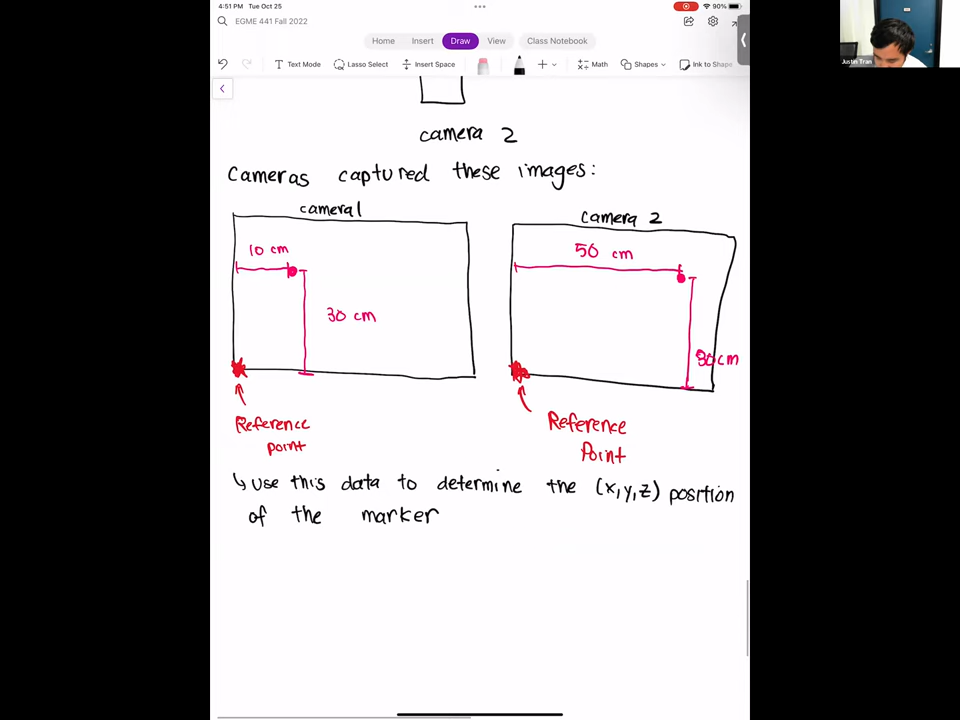 4:51 PM Tue Oct 25
90%
EGME 441 Fall 2022
Home Insert Draw View Class Notebook
Text Mode Lasso Select Insert Space Math Shapes Ink to Shape
Justin Tran
camera 2
Cameras captured these images:
camera 1
camera 2
10 cm
50 cm
30 cm
30 cm
Reference
point
Reference
Point
↳ use this data to determine the (x,y,z) position
of the marker